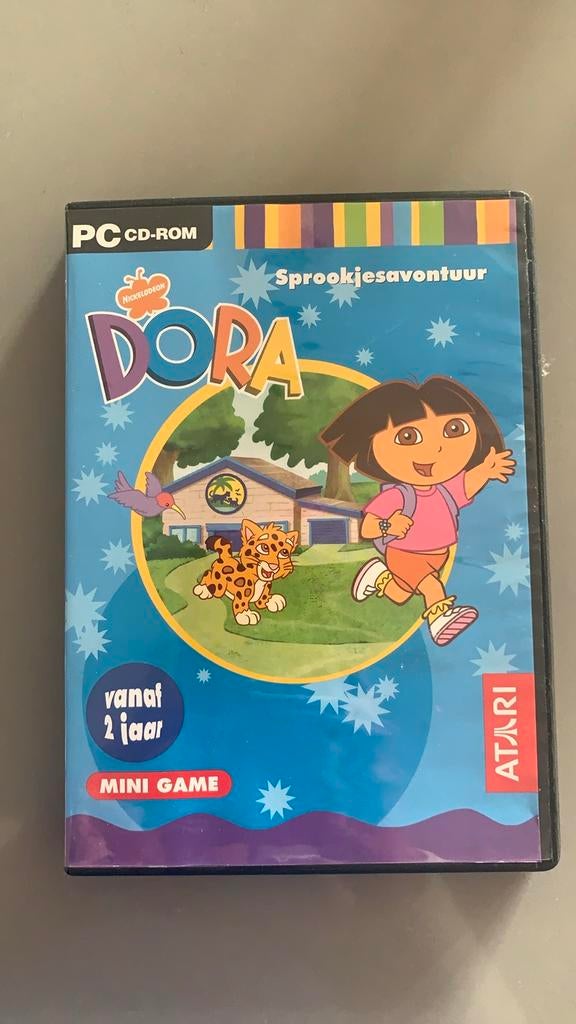 PC CD-ROM
Sprookjesavontuur
NICKELODEON
DORA
vanaf
2 jaar
MINI GAME
ATARI